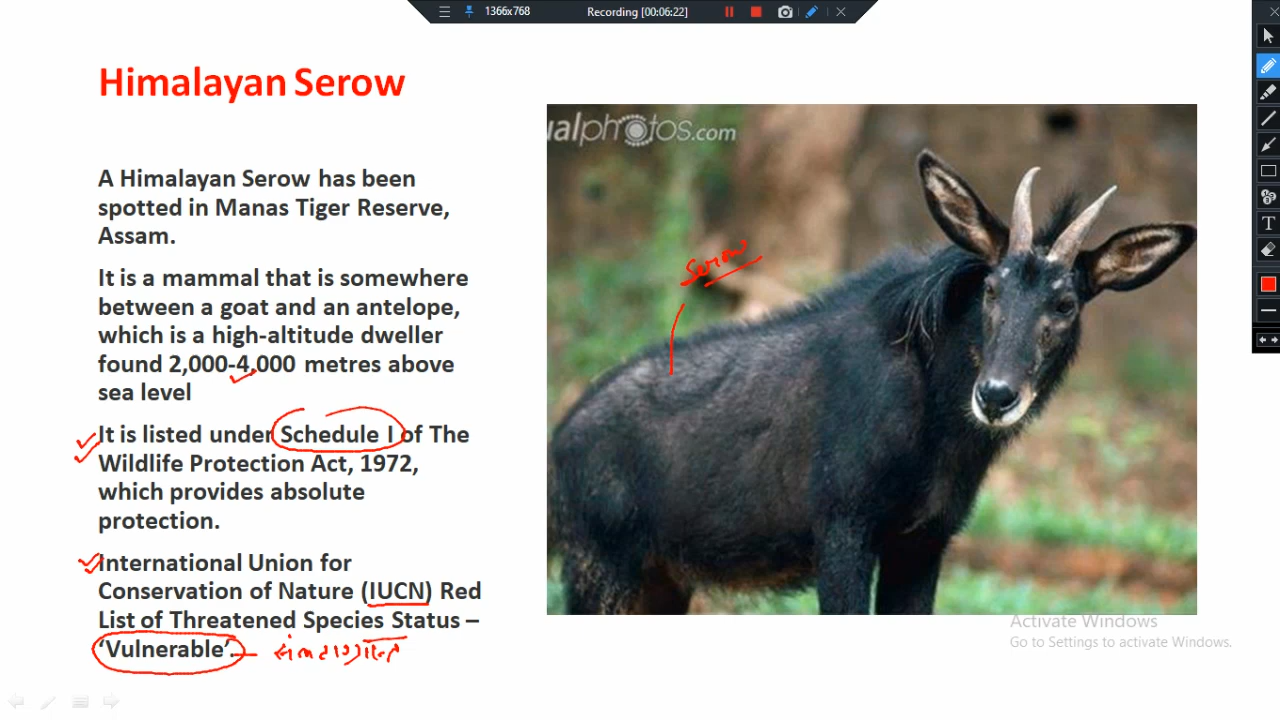 1366x768
Recording [00:06:22]
Himalayan Serow
A Himalayan Serow has been
spotted in Manas Tiger Reserve,
Assam.
It is a mammal that is somewhere
between a goat and an antelope,
which is a high-altitude dweller
found 2,000-4,000 metres above
sea level
It is listed under Schedule I of The
Wildlife Protection Act, 1972,
which provides absolute
protection.
International Union for
Conservation of Nature (IUCN) Red
List of Threatened Species Status –
‘Vulnerable’.
ualphotos.com
Serow
T
Activate Windows
Go to Settings to activate Windows.